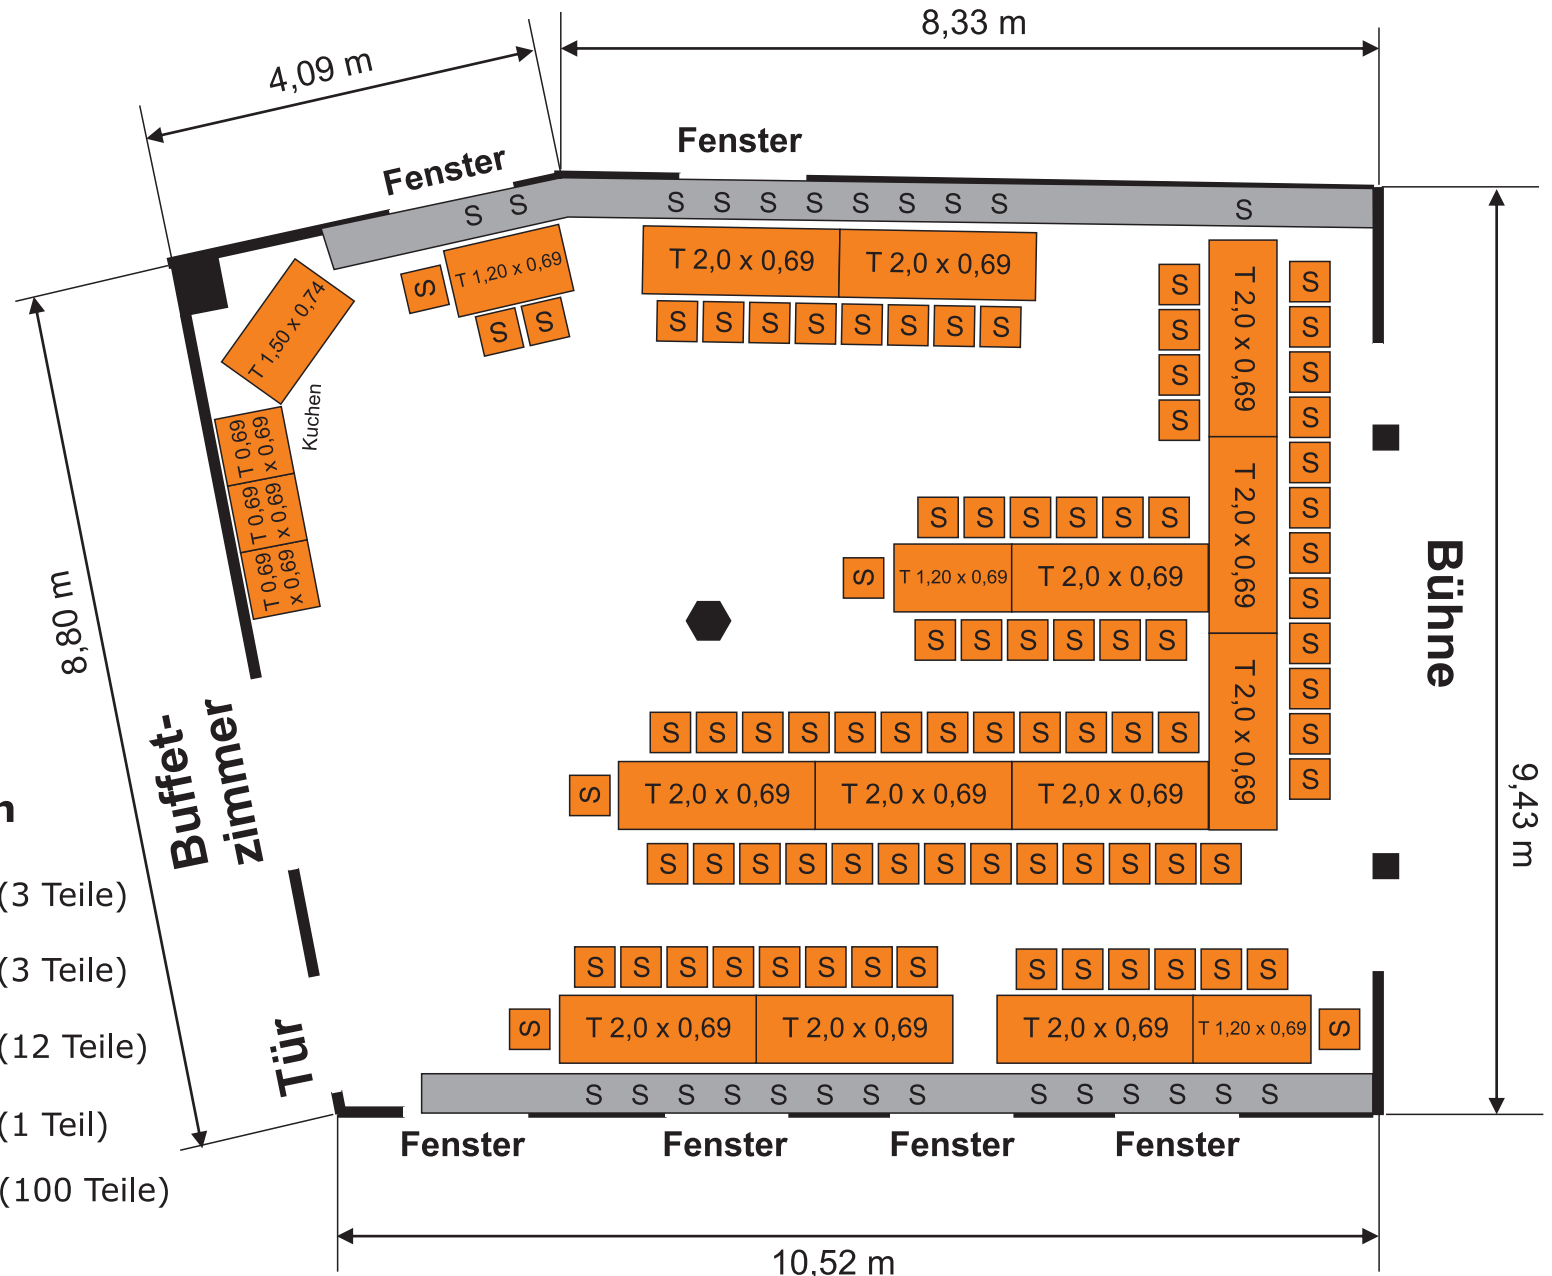 8,33 m
4,09 m
Fenster
Fenster
S S
S S S S S S S S
S
T 2,0 x 0,69 T 2,0 x 0,69
S T 1,20 x 0,69
S S
S S S S S S S S
T 1,50 x 0,74
Kuchen
T 0,69
x 0,69
T 0,69
x 0,69
T 0,69
x 0,69
S
S
S
S
T 2,0 x 0,69
T 2,0 x 0,69
T 2,0 x 0,69
S
S
S
S
S
S
S
S
S
S
S
S
S S S S S S
S T 1,20 x 0,69 T 2,0 x 0,69
S S S S S S
Bühne
8,80 m
9,43 m
Buffet-
zimmer
S S S S S S S S S S S S
S T 2,0 x 0,69 T 2,0 x 0,69 T 2,0 x 0,69
S S S S S S S S S S S S S
n
(3 Teile)
(3 Teile)
(12 Teile)
(1 Teil)
(100 Teile)
Tür
S S S S S S S S
S S S S S S
S T 2,0 x 0,69 T 2,0 x 0,69
T 2,0 x 0,69 T 1,20 x 0,69 S
S S S S S S S S
S S S S S S
Fenster Fenster Fenster Fenster
10,52 m